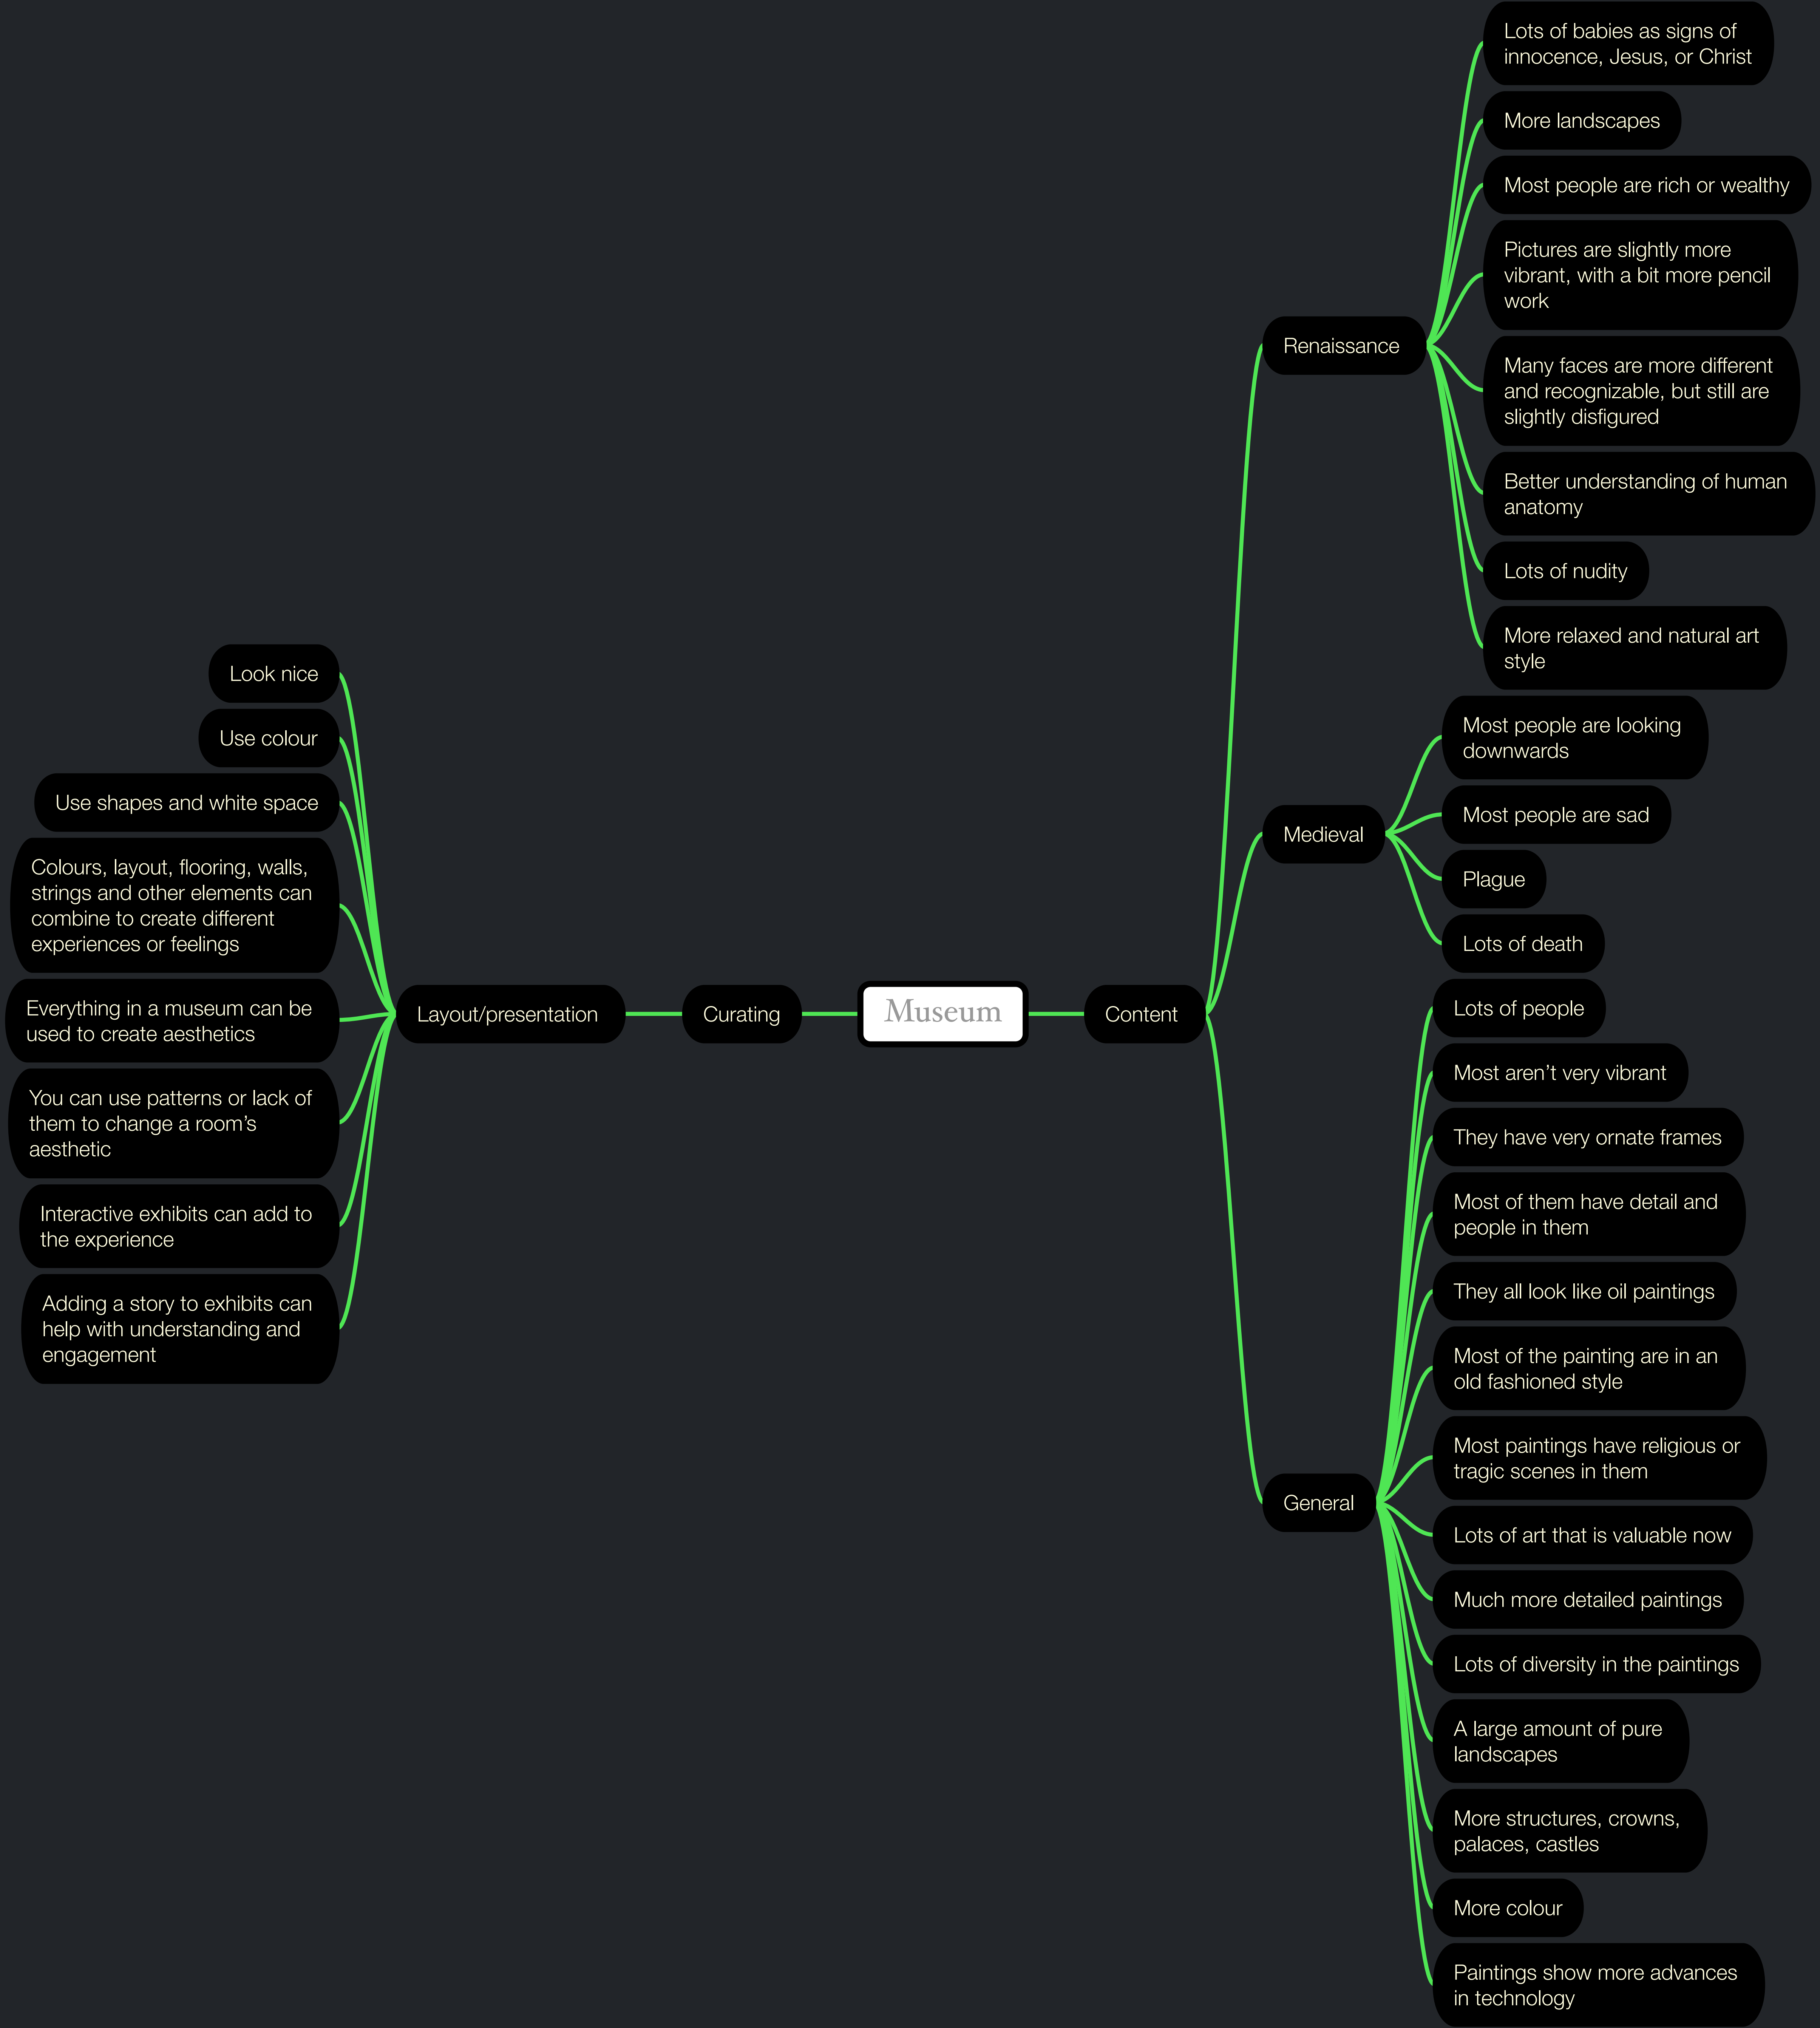 Lots of babies as signs of
innocence, Jesus, or Christ
More landscapes
Most people are rich or wealthy
Pictures are slightly more
vibrant, with a bit more pencil
work
Renaissance
Many faces are more different
and recognizable, but still are
slightly disfigured
Better understanding of human
anatomy
Lots of nudity
More relaxed and natural art
style
Most people are looking
downwards
Most people are sad
Medieval
Plague
Lots of death
Look nice
Use colour
Use shapes and white space
Colours, layout, flooring, walls,
strings and other elements can
combine to create different
experiences or feelings
Everything in a museum can be
used to create aesthetics
You can use patterns or lack of
them to change a room’s
aesthetic
Interactive exhibits can add to
the experience
Adding a story to exhibits can
help with understanding and
engagement
Layout/presentation
Curating
Museum
Content
Lots of people
Most aren’t very vibrant
They have very ornate frames
Most of them have detail and
people in them
They all look like oil paintings
Most of the painting are in an
old fashioned style
Most paintings have religious or
tragic scenes in them
General
Lots of art that is valuable now
Much more detailed paintings
Lots of diversity in the paintings
A large amount of pure
landscapes
More structures, crowns,
palaces, castles
More colour
Paintings show more advances
in technology